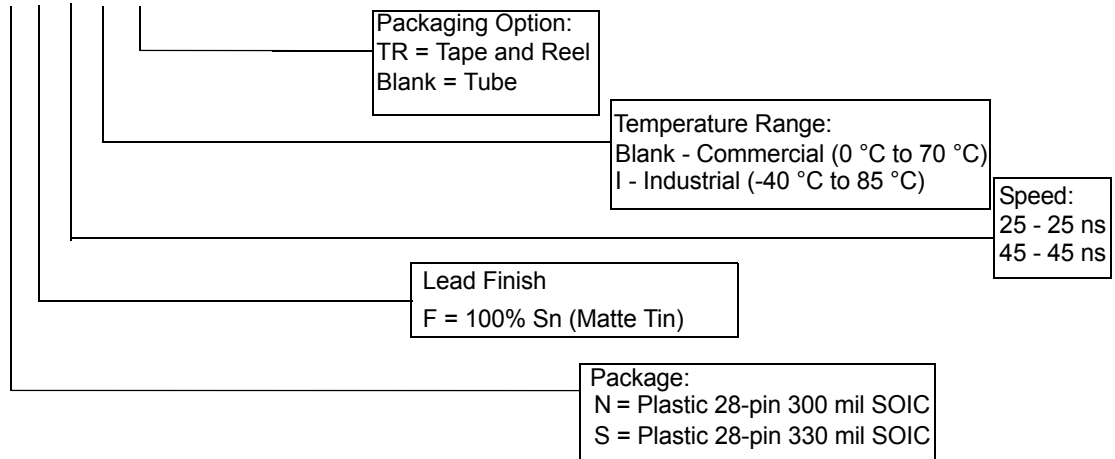 Packaging Option:
TR = Tape and Reel
Blank = Tube
Temperature Range:
Blank - Commercial (0 °C to 70 °C)
I - Industrial (-40 °C to 85 °C)
Speed:
25 - 25 ns
45 - 45 ns
Lead Finish
F = 100% Sn (Matte Tin)
Package:
N = Plastic 28-pin 300 mil SOIC
S = Plastic 28-pin 330 mil SOIC